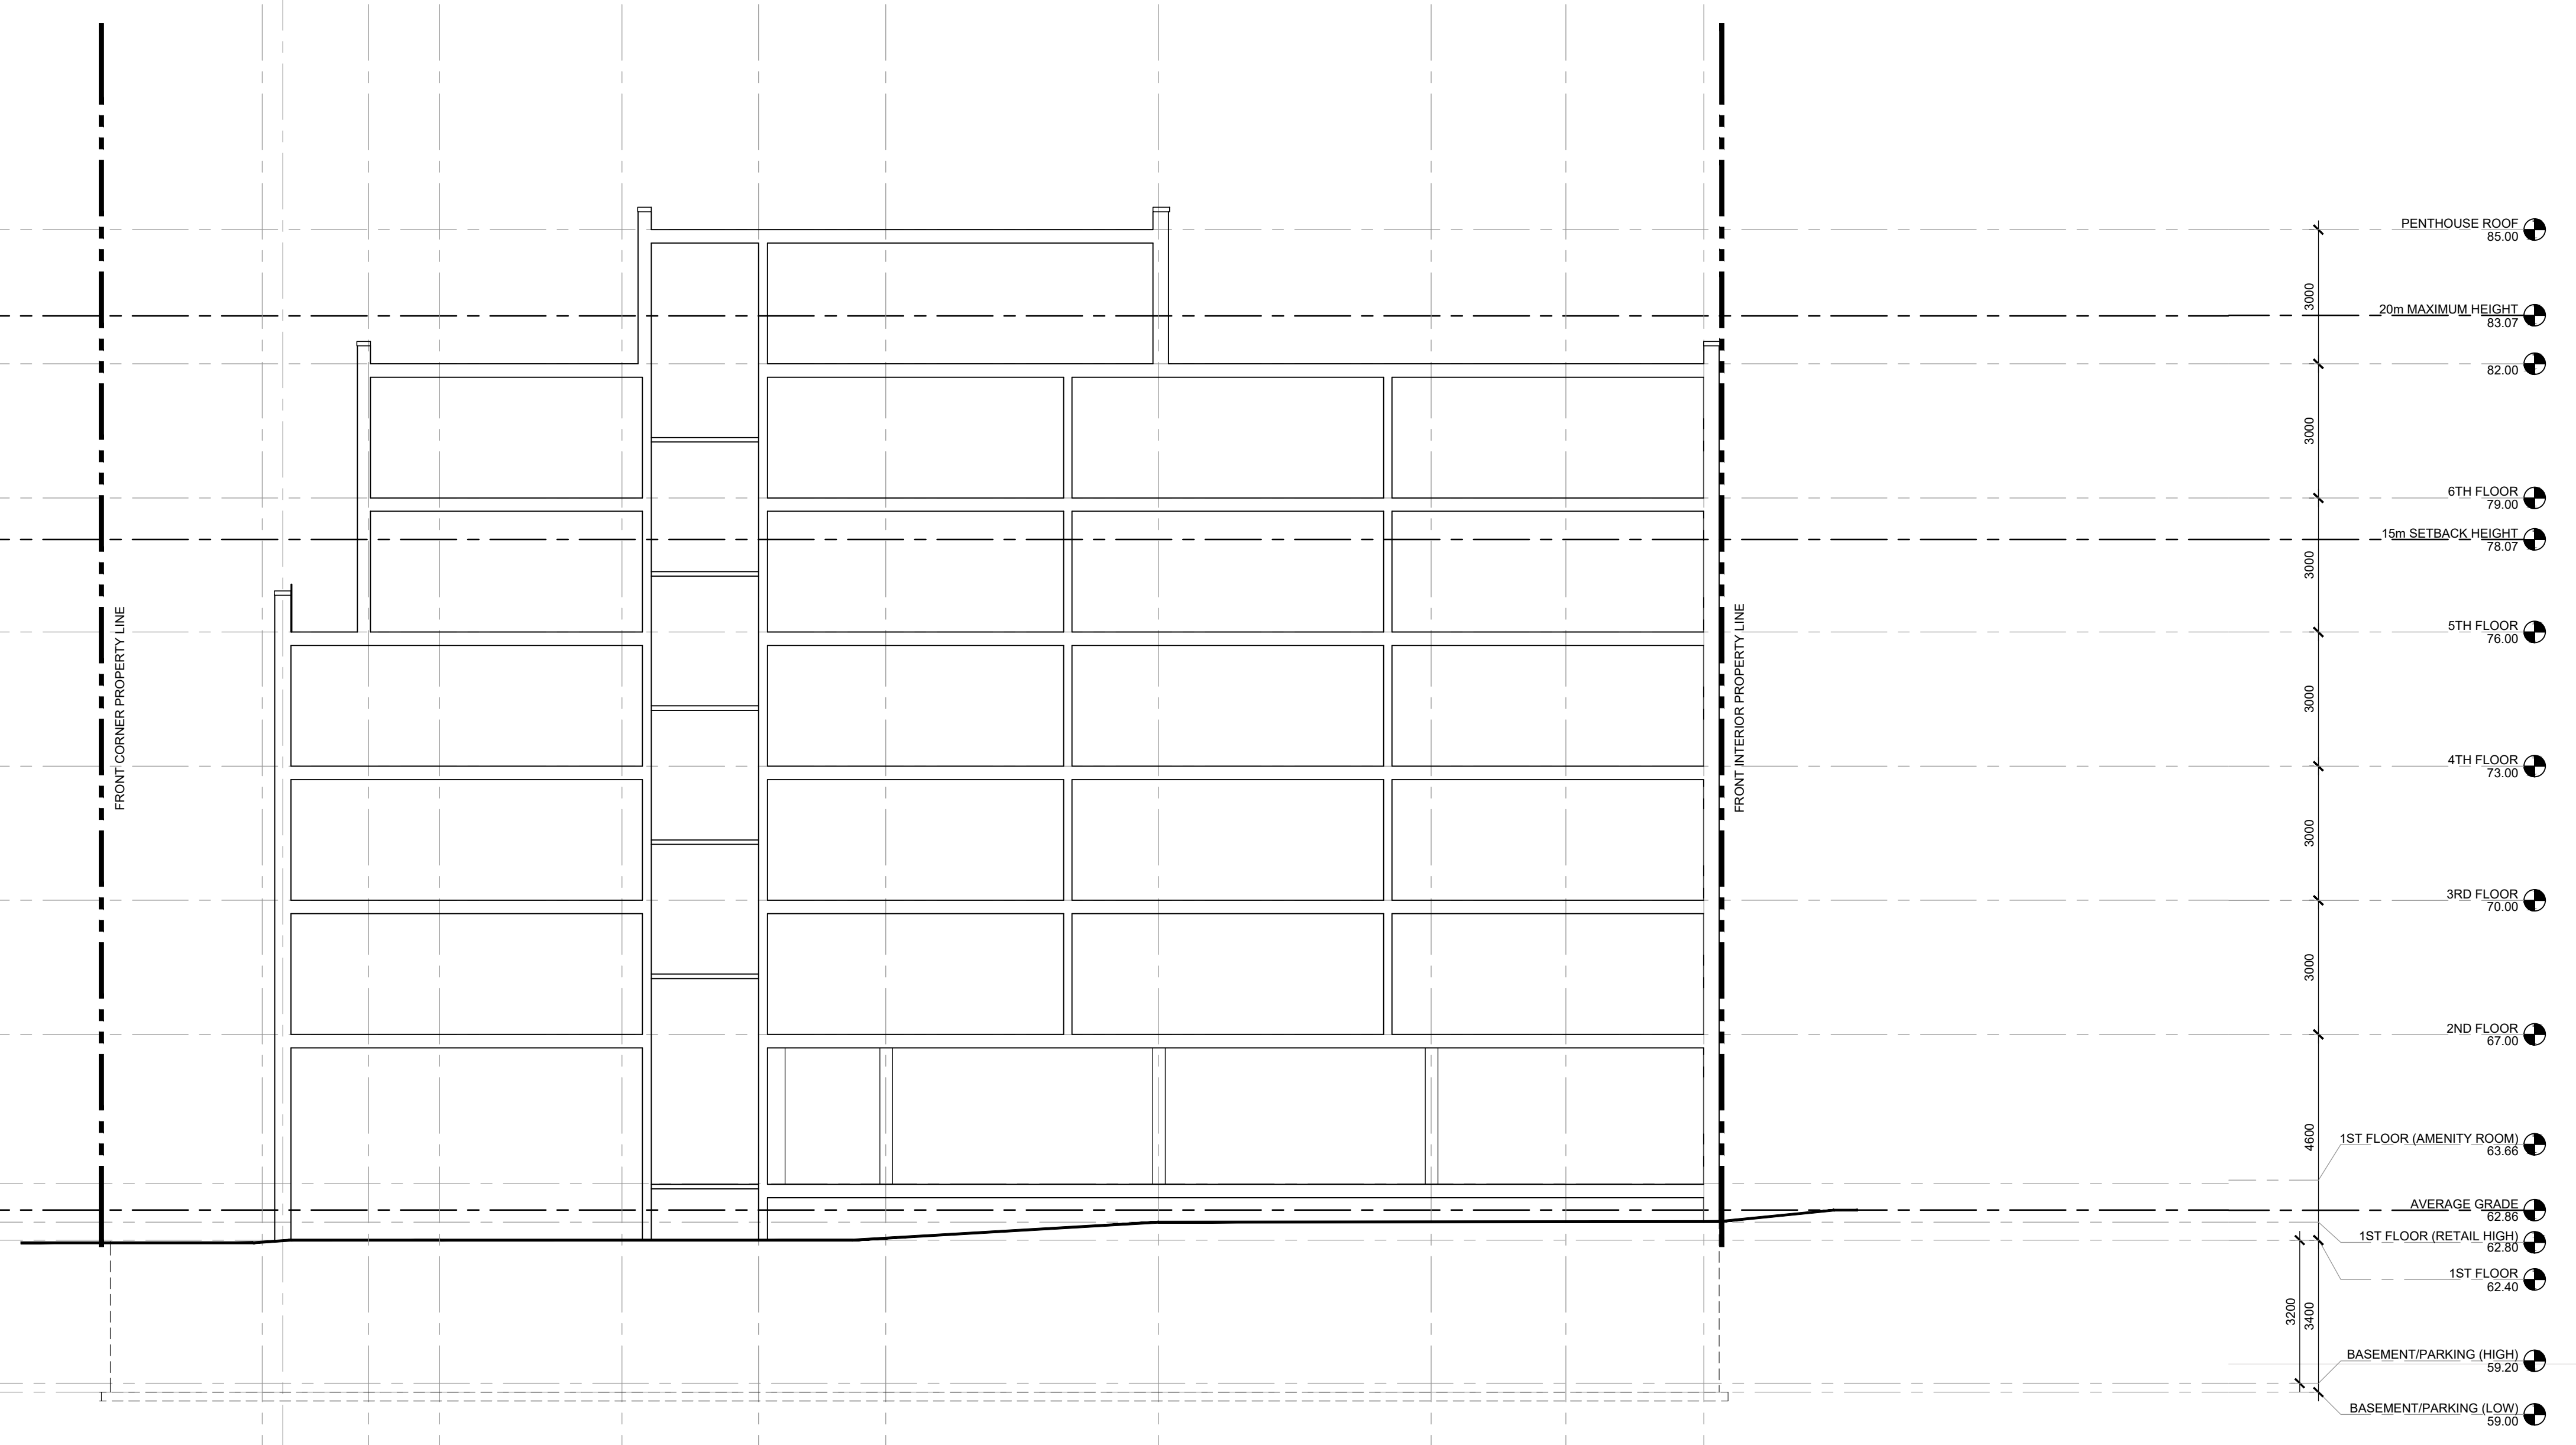 PENTHOUSE ROOF
85.00
3000
20m MAXIMUM HEIGHT
83.07
82.00
3000
6TH FLOOR
79.00
15m SETBACK HEIGHT
78.07
3000
FRONT CORNER PROPERTY LINE
FRONT INTERIOR PROPERTY LINE
5TH FLOOR
76.00
3000
4TH FLOOR
73.00
3000
3RD FLOOR
70.00
3000
2ND FLOOR
67.00
4600
1ST FLOOR (AMENITY ROOM)
63.66
AVERAGE GRADE
62.86
1ST FLOOR (RETAIL HIGH)
62.80
1ST FLOOR
62.40
3200
3400
BASEMENT/PARKING (HIGH)
59.20
BASEMENT/PARKING (LOW)
59.00